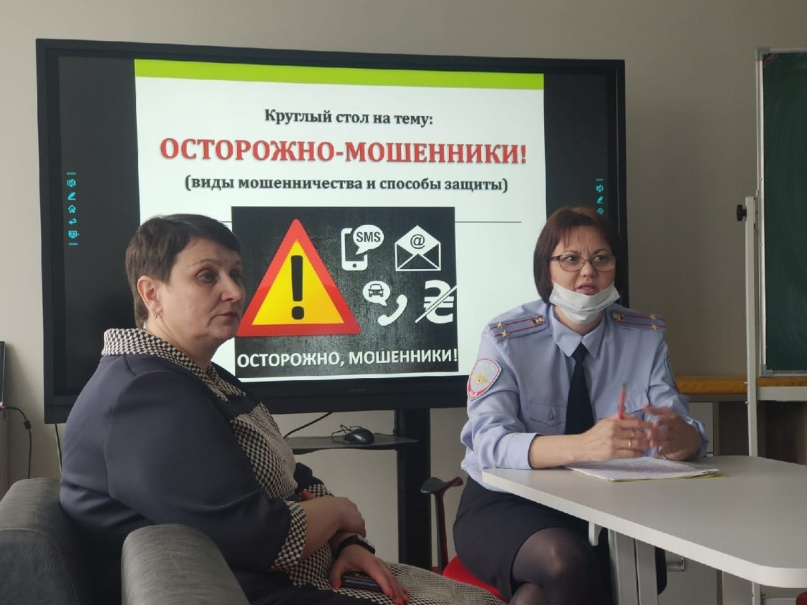 Круглый стол на тему:
ОСТОРОЖНО-МОШЕННИКИ!
(виды мошенничества и способы защиты)
SMS
@
ОСТОРОЖНО, МОШЕННИКИ!